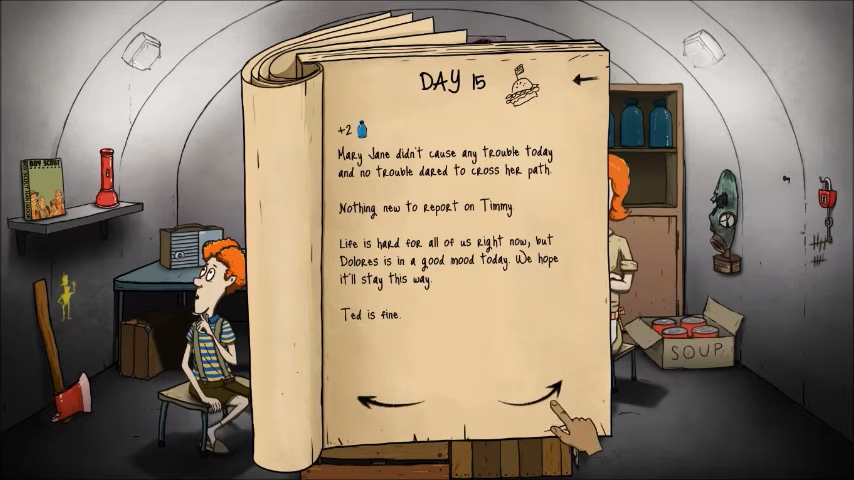 DAY 15
+2
Mary Jane didn't cause any trouble today
and no trouble dared to cross her path.
Nothing new to report on Timmy.
Life is hard for all of us right now, but
Dolores is in a good mood today. We hope
it'll stay this way.
Ted is fine.
BOY SCOUT
SOUP